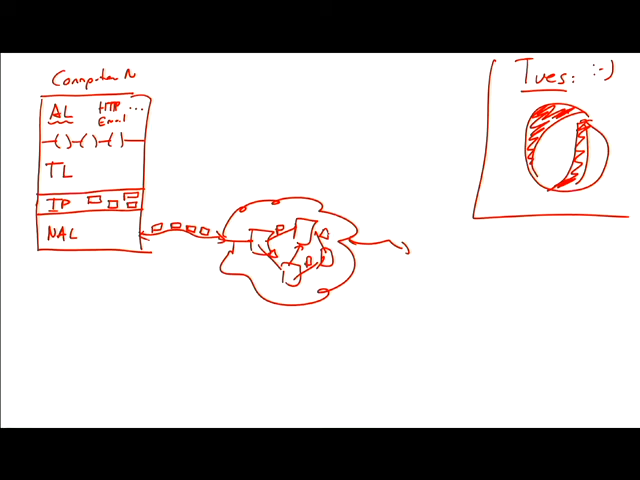 Computer N
AL HTTP ...
Email
TL
IP
NAL
Tues: :-)